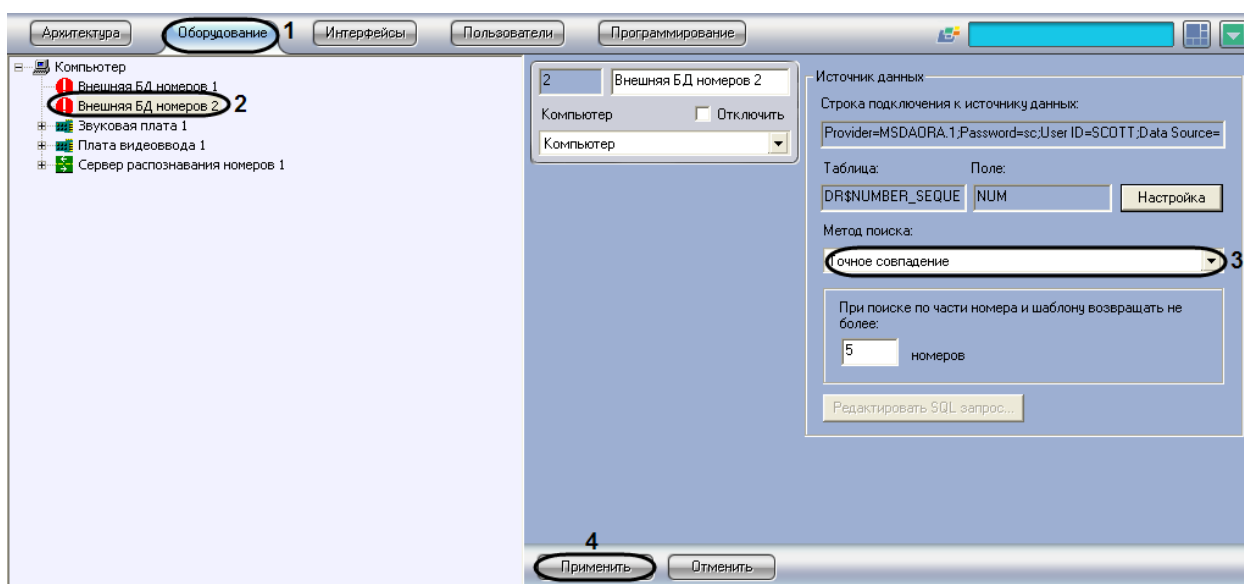 Архитектура Оборудование 1 Интерфейсы Пользователи Программирование
Компьютер
Внешняя БД номеров 1
Внешняя БД номеров 2 2
Звуковая плата 1
Плата видеоввода 1
Сервер распознавания номеров 1
2 Внешняя БД номеров 2
Компьютер Отключить
Компьютер
Источник данных
Строка подключения к источнику данных:
Provider=MSDAORA.1;Password=sc;User ID=SCOTT;Data Source=
Таблица: Поле:
DR$NUMBER_SEQUE NUM Настройка
Метод поиска:
Точное совпадение 3
При поиске по части номера и шаблону возвращать не
более:
5 номеров
Редактировать SQL запрос...
4
Применить Отменить